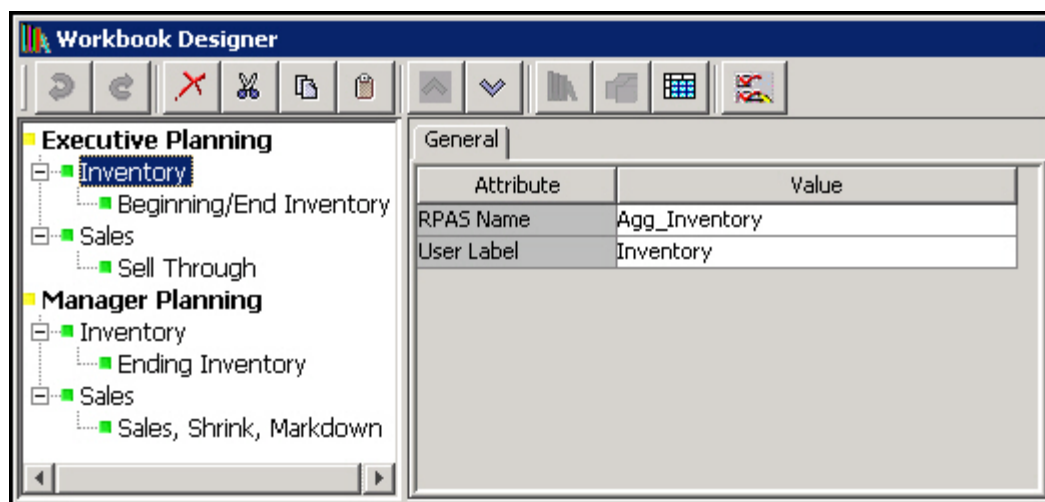 Workbook Designer
Executive Planning
Inventory
Beginning/End Inventory
Sales
Sell Through
Manager Planning
Inventory
Ending Inventory
Sales
Sales, Shrink, Markdown
General
Attribute Value
RPAS Name Agg_Inventory
User Label Inventory